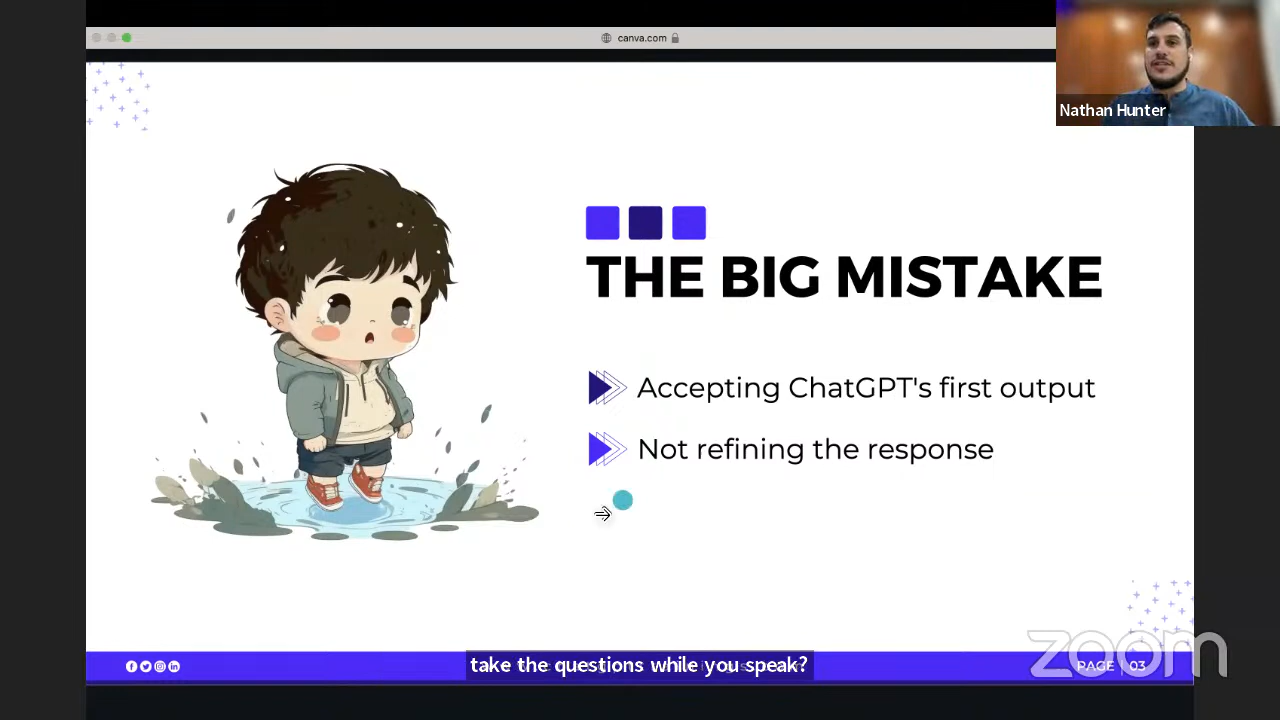 canva.com
Nathan Hunter
THE BIG MISTAKE
Accepting ChatGPT's first output
Not refining the response
take the questions while you speak?
PAGE | 03
zoom